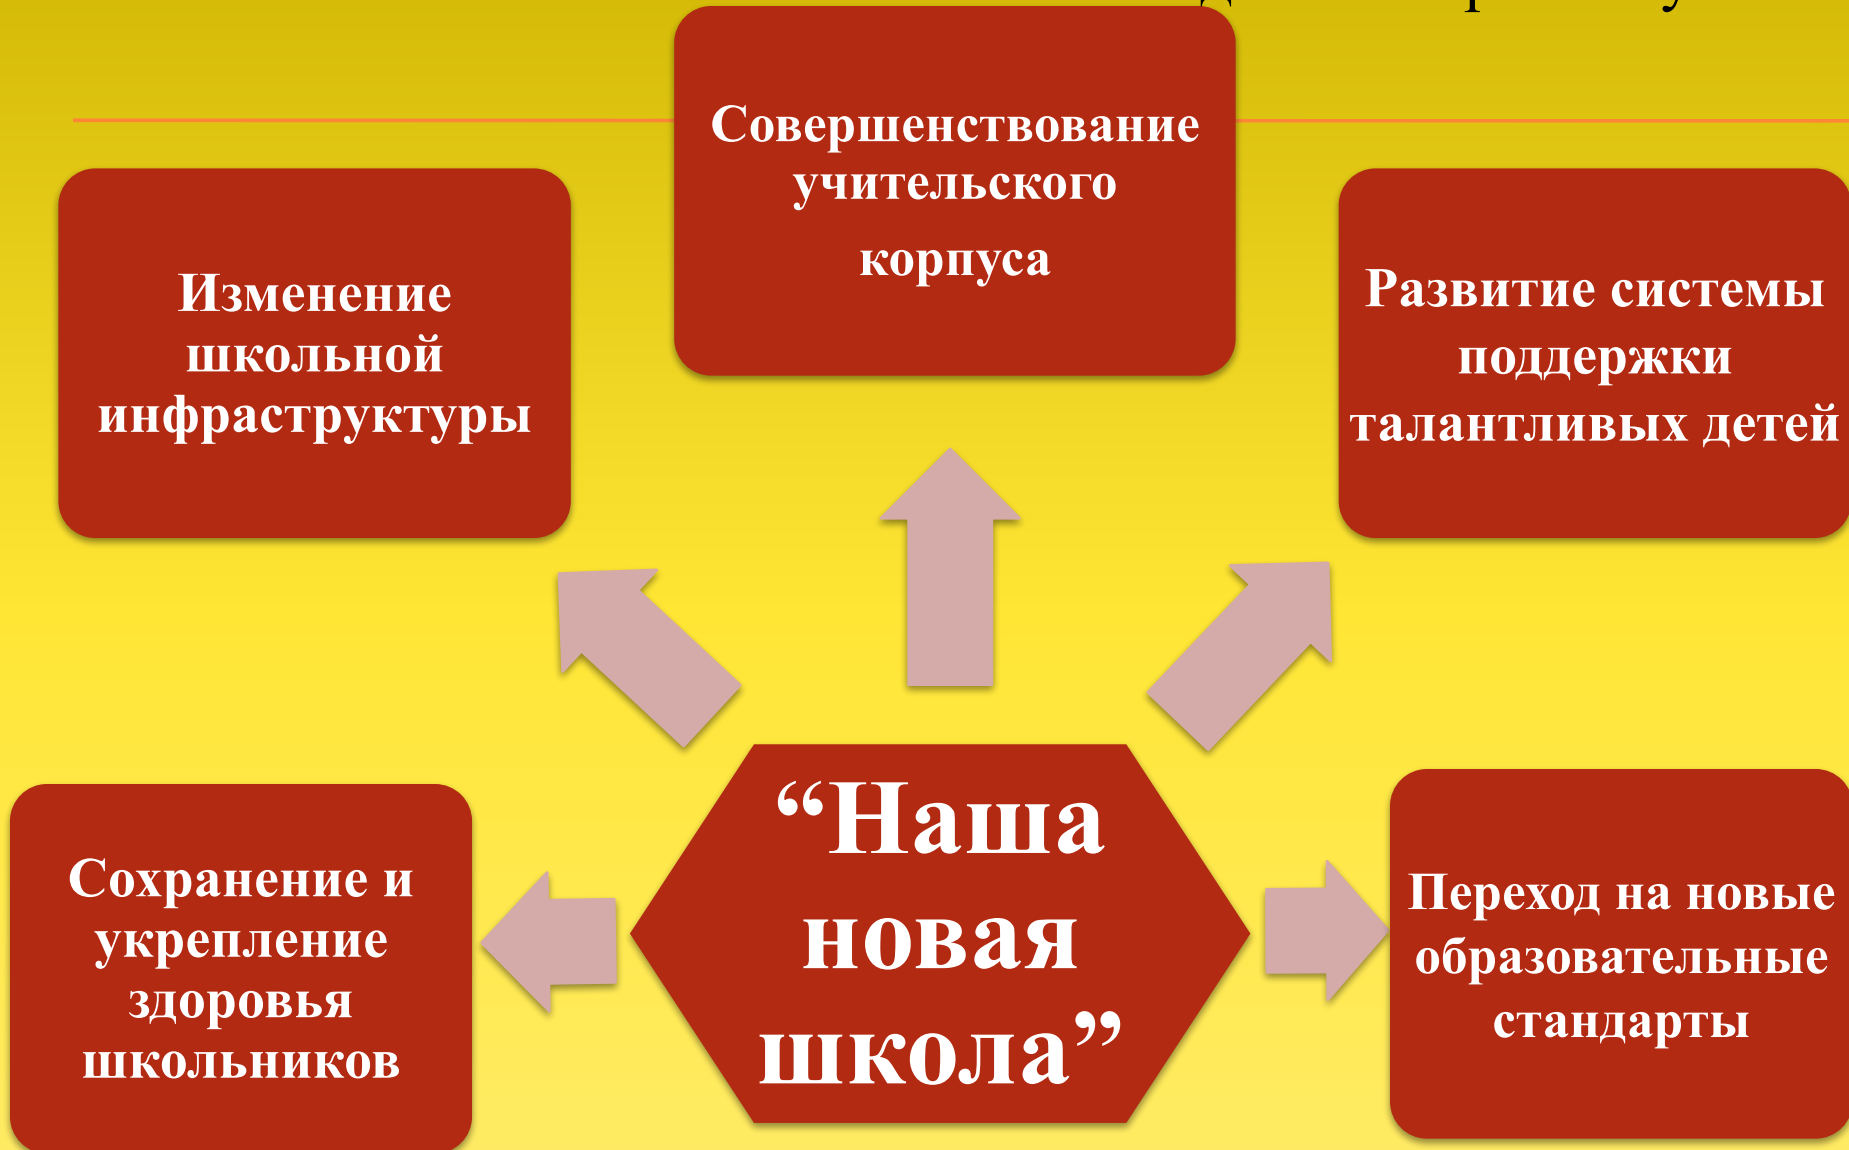 Совершенствование
учительского
корпуса
Изменение
школьной
инфраструктуры
Развитие системы
поддержки
талантливых детей
Сохранение и
укрепление
здоровья
школьников
“Наша
новая
школа”
Переход на новые
образовательные
стандарты